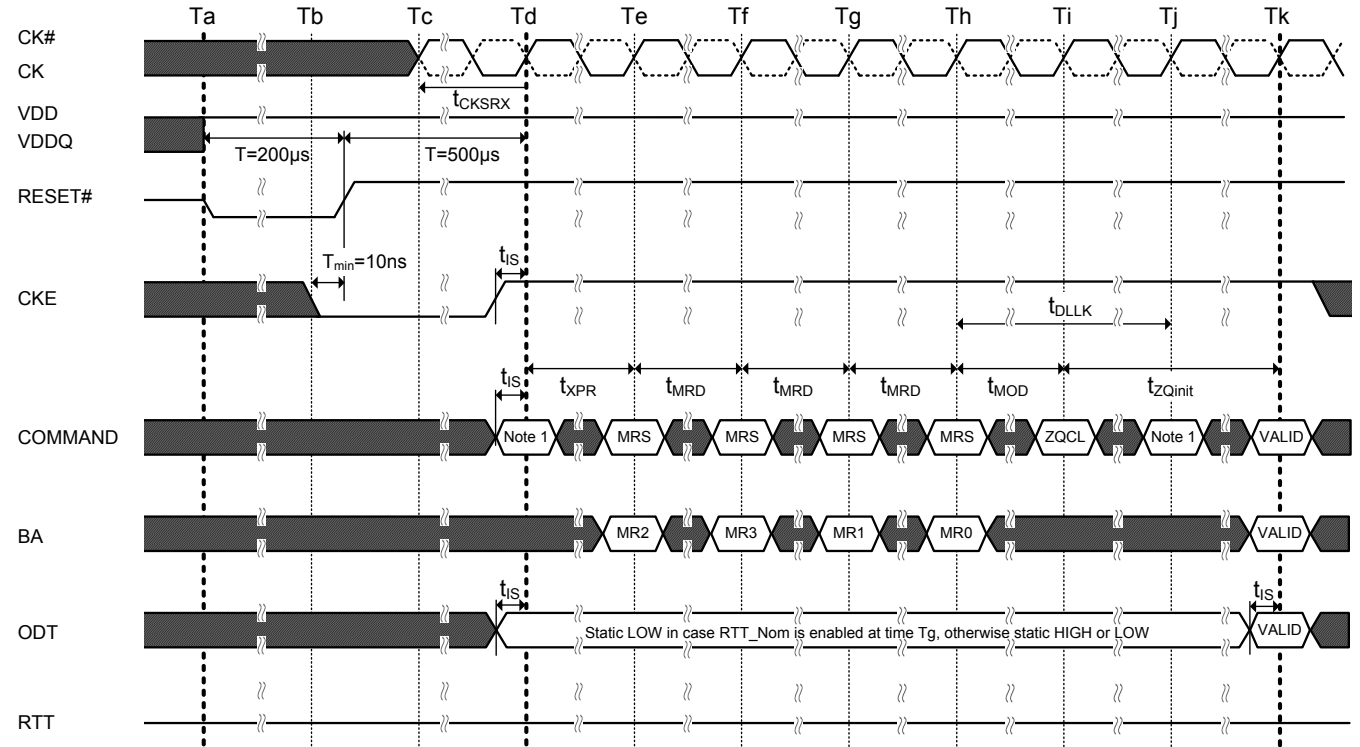 Ta Tb Tc Td Te Tf Tg Th Ti Tj Tk
CK#
CK
tCKSRX
VDD
VDDQ
T=200µs T=500µs
RESET#
Tmin=10ns
tIS
CKE
tDLLK
tIS
tXPR tMRD tMRD tMRD tMOD tZQinit
COMMAND Note 1 MRS MRS MRS MRS ZQCL Note 1 VALID
BA MR2 MR3 MR1 MR0 VALID
tIS tIS
ODT Static LOW in case RTT_Nom is enabled at time Tg, otherwise static HIGH or LOW VALID
RTT